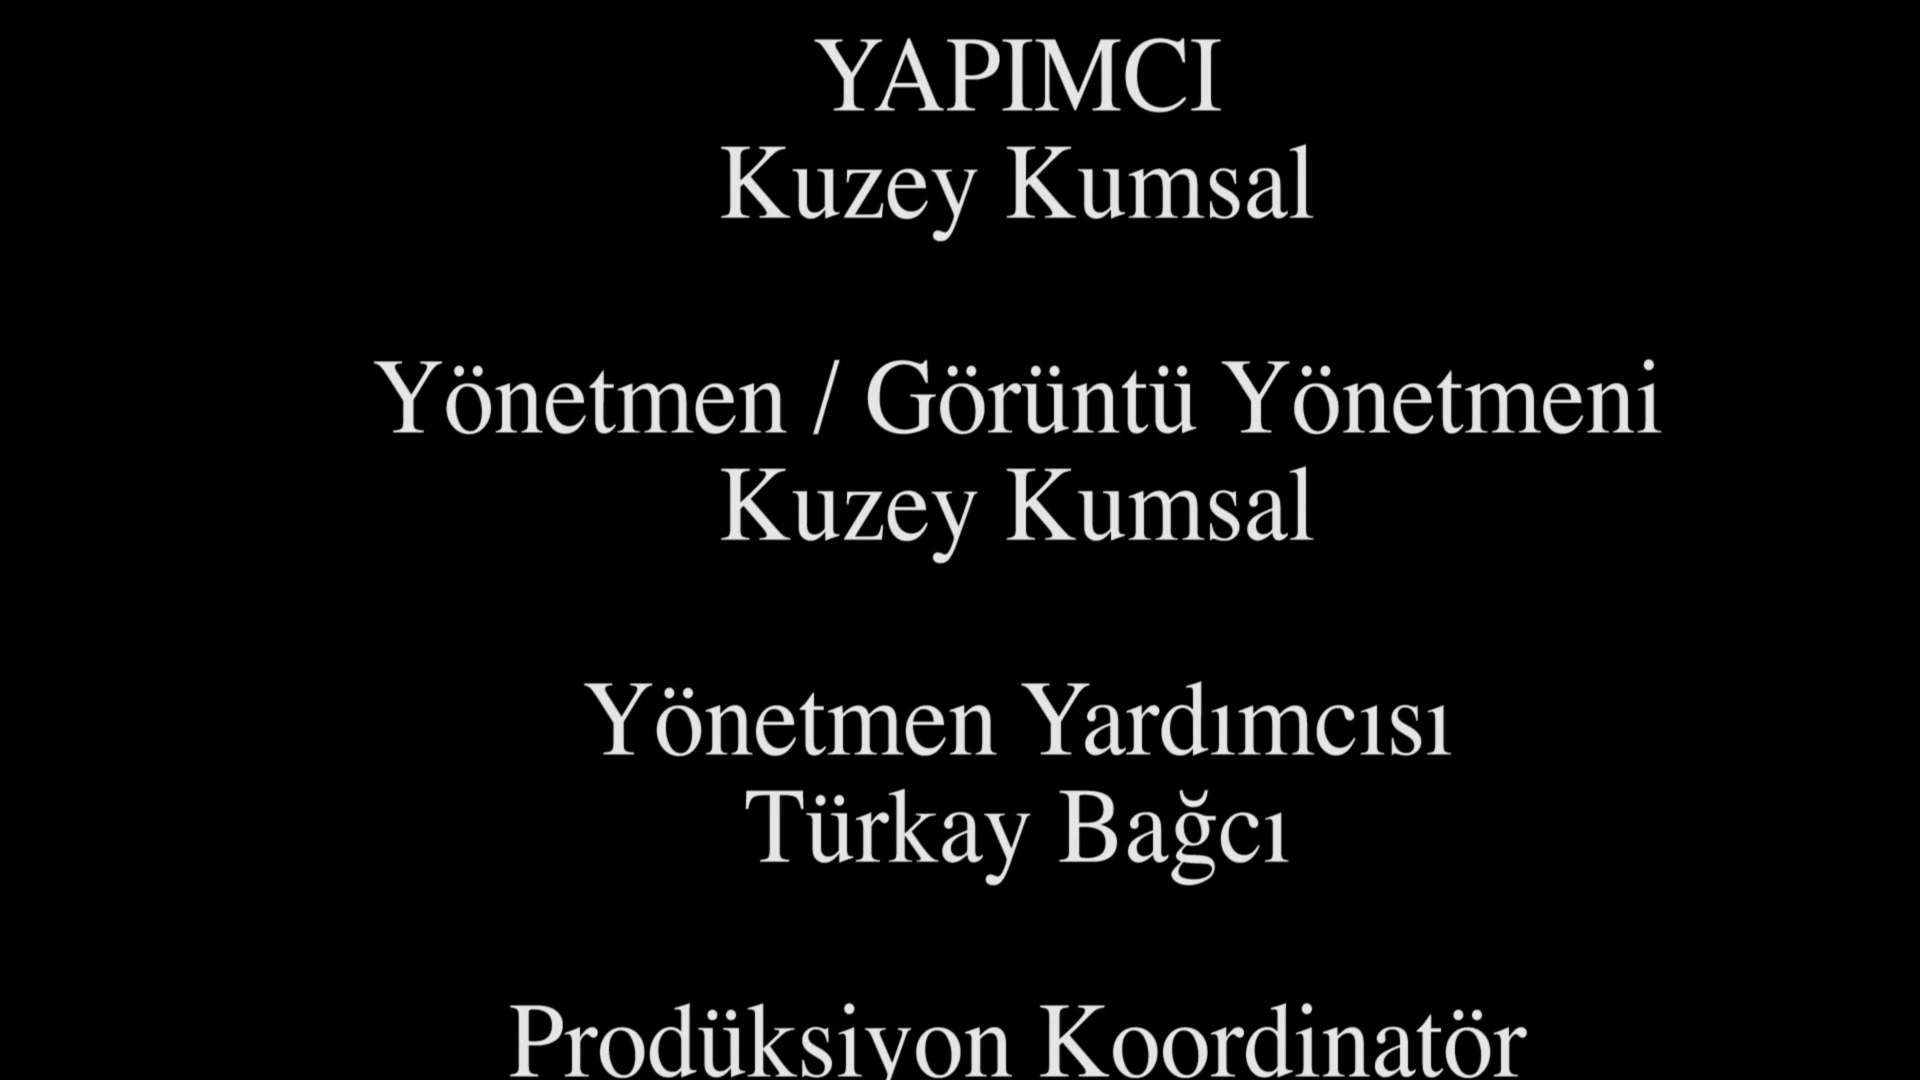 YAPIMCI
Kuzey Kumsal
Yönetmen / Görüntü Yönetmeni
Kuzey Kumsal
Yönetmen Yardımcısı
Türkay Bağcı
Prodüksiyon Koordinatör